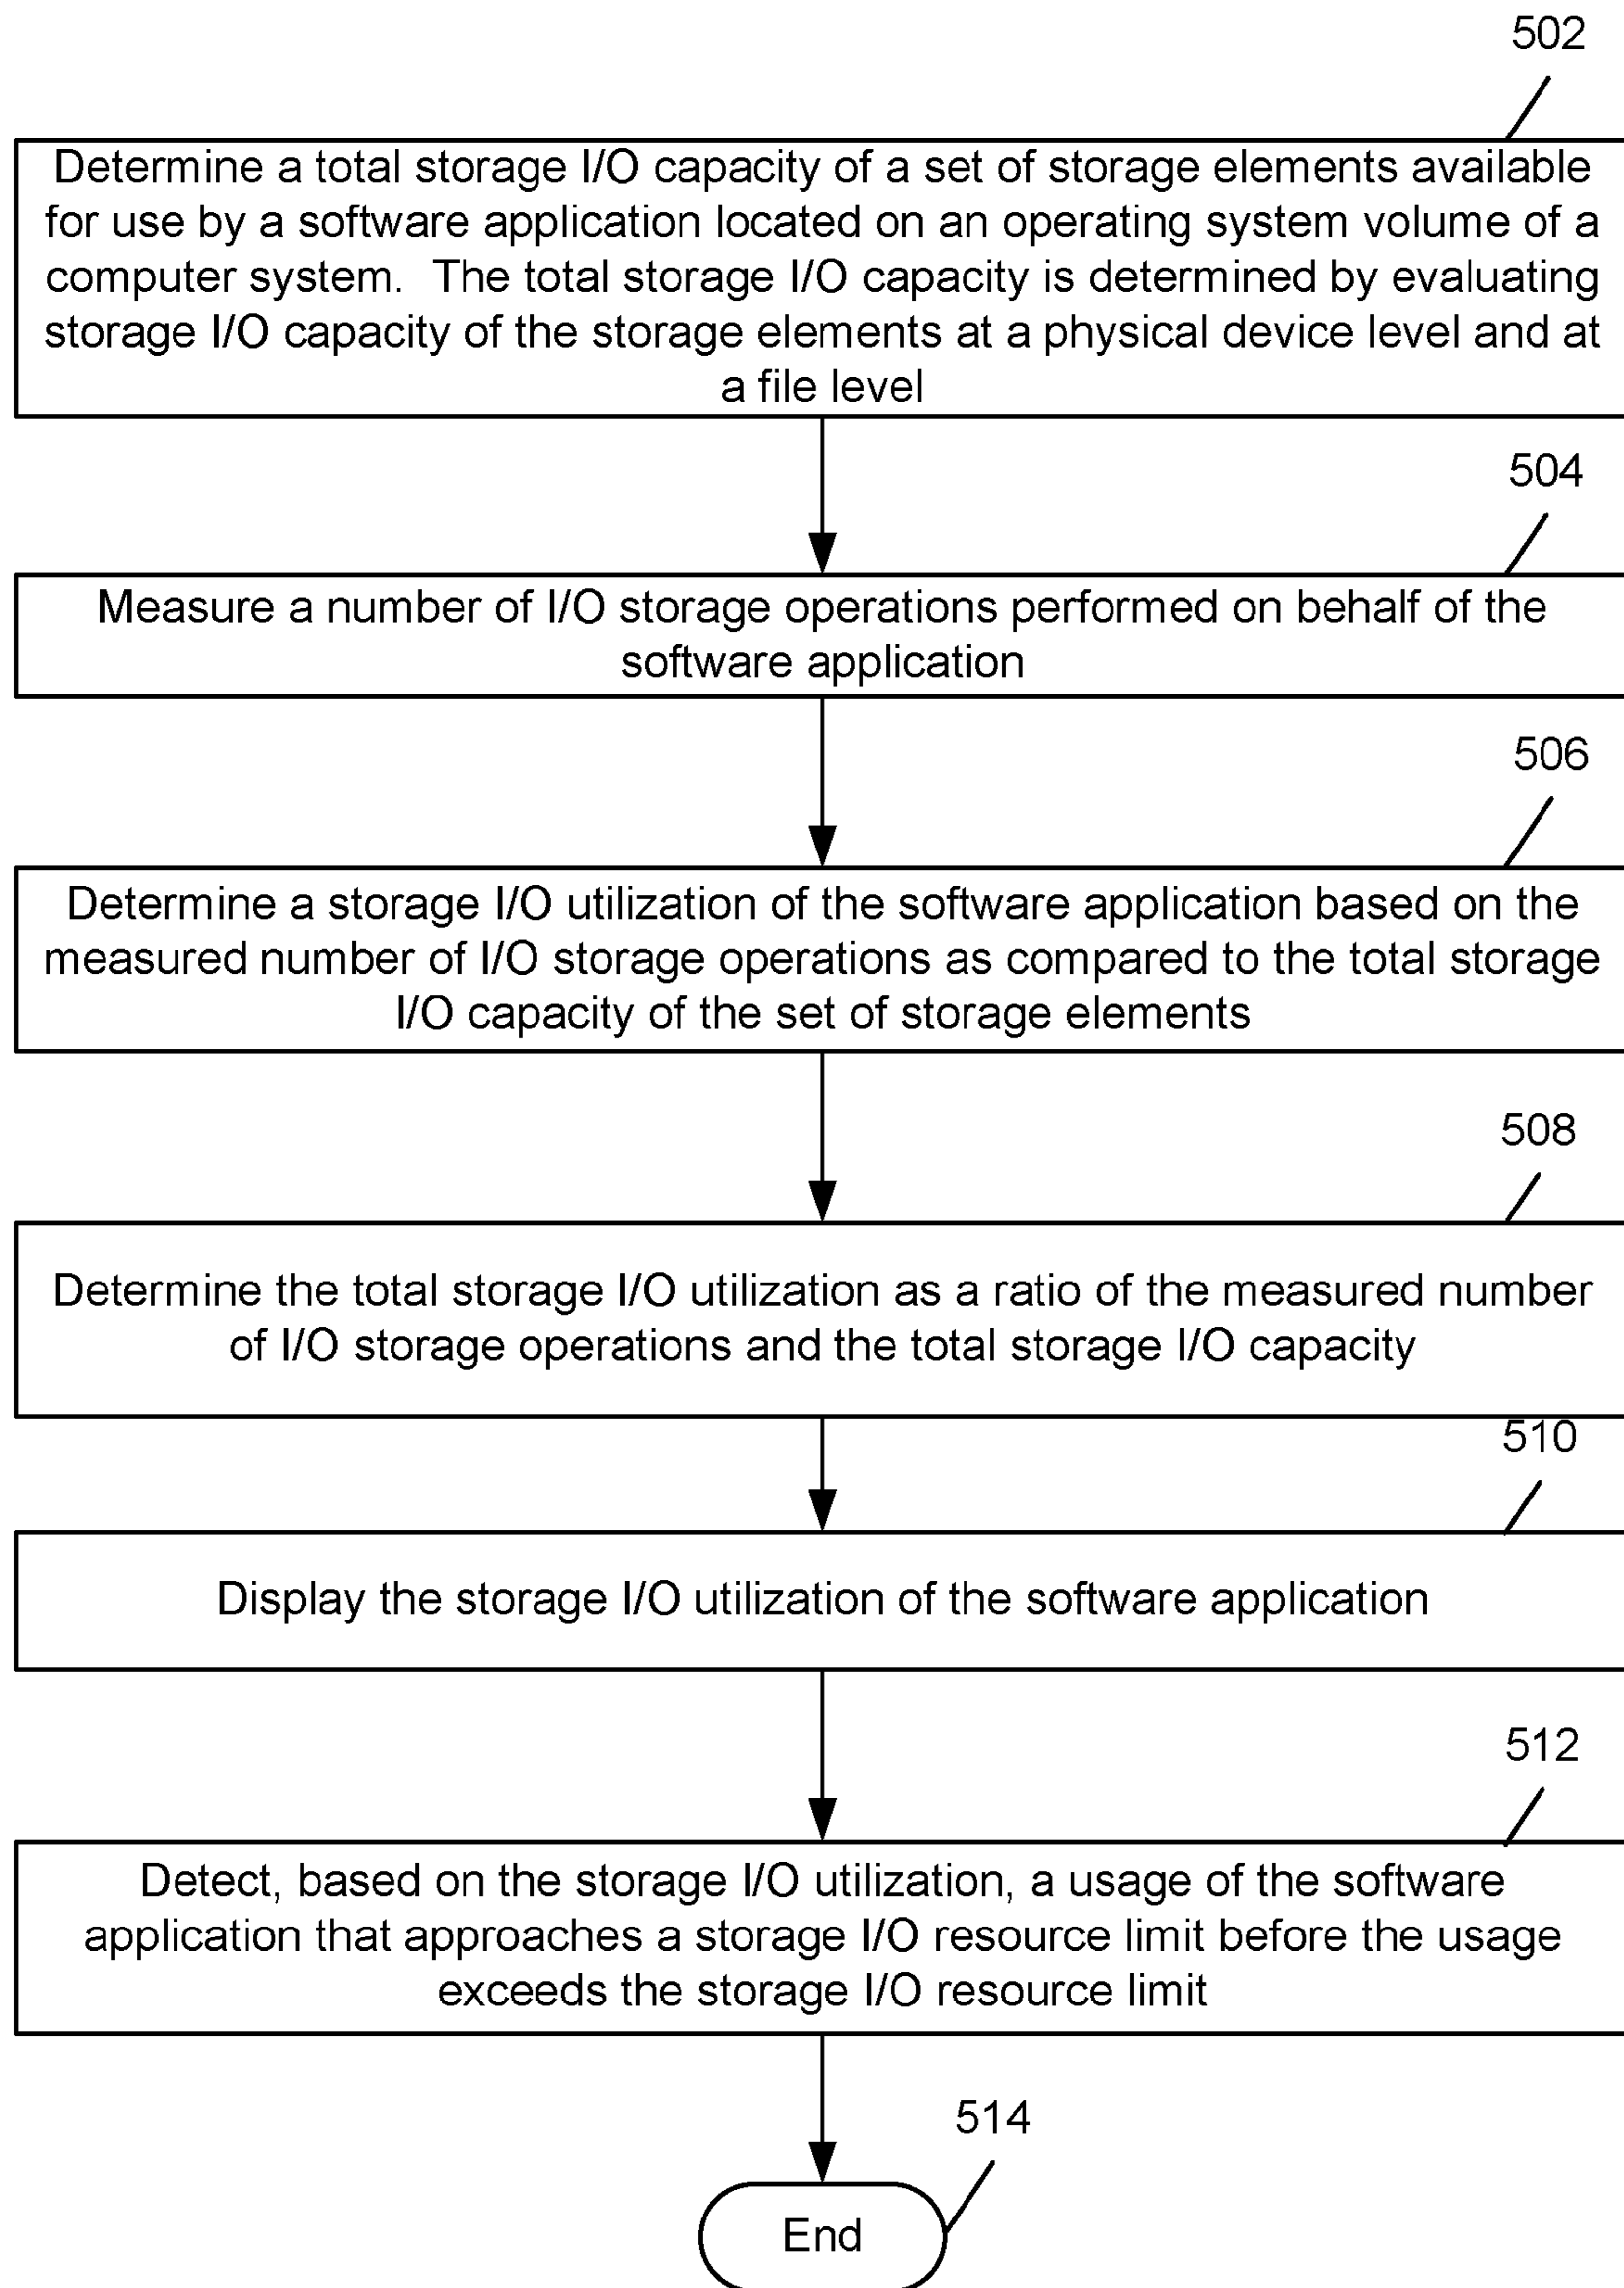 502
Determine a total storage I/O capacity of a set of storage elements available
for use by a software application located on an operating system volume of a
computer system. The total storage I/O capacity is determined by evaluating
storage I/O capacity of the storage elements at a physical device level and at
a file level
504
Measure a number of I/O storage operations performed on behalf of the
software application
506
Determine a storage I/O utilization of the software application based on the
measured number of I/O storage operations as compared to the total storage
I/O capacity of the set of storage elements
508
Determine the total storage I/O utilization as a ratio of the measured number
of I/O storage operations and the total storage I/O capacity
510
Display the storage I/O utilization of the software application
512
Detect, based on the storage I/O utilization, a usage of the software
application that approaches a storage I/O resource limit before the usage
exceeds the storage I/O resource limit
514
End